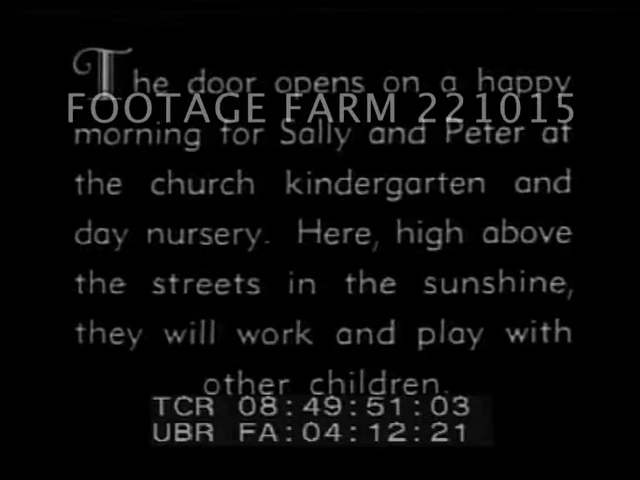 The door opens on a happy
FOOTAGE FARM 221015
morning for Sally and Peter at
the church kindergarten and
day nursery. Here, high above
the streets in the sunshine,
they will work and play with
other children.
TCR 08:49:51:03
UBR FA:04:12:21